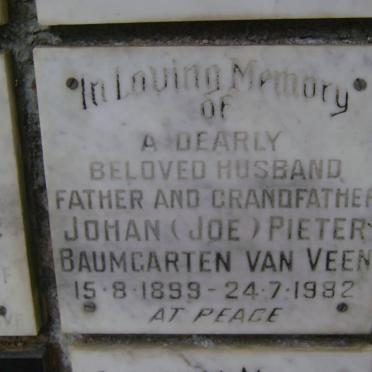 In Loving Memory
OF
A DEARLY
BELOVED HUSBAND
FATHER AND GRANDFATHER
JOHAN (JOE) PIETER
BAUMGARTEN VAN VEEN
15·8·1899 - 24·7·1982
AT PEACE